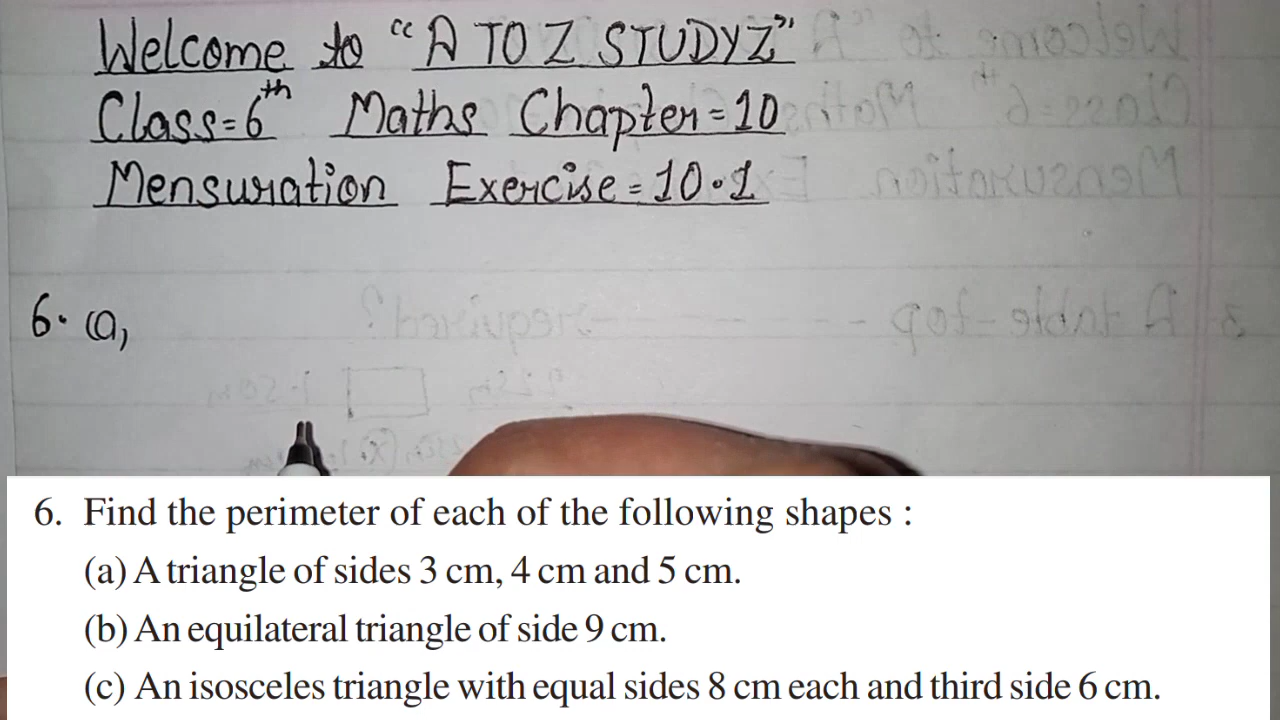 Welcome to "A TO Z STUDYZ"
Class=6th Maths Chapter=10
Mensuration Exercise=10.1
6. (a,
6. Find the perimeter of each of the following shapes :
(a) A triangle of sides 3 cm, 4 cm and 5 cm.
(b) An equilateral triangle of side 9 cm.
(c) An isosceles triangle with equal sides 8 cm each and third side 6 cm.